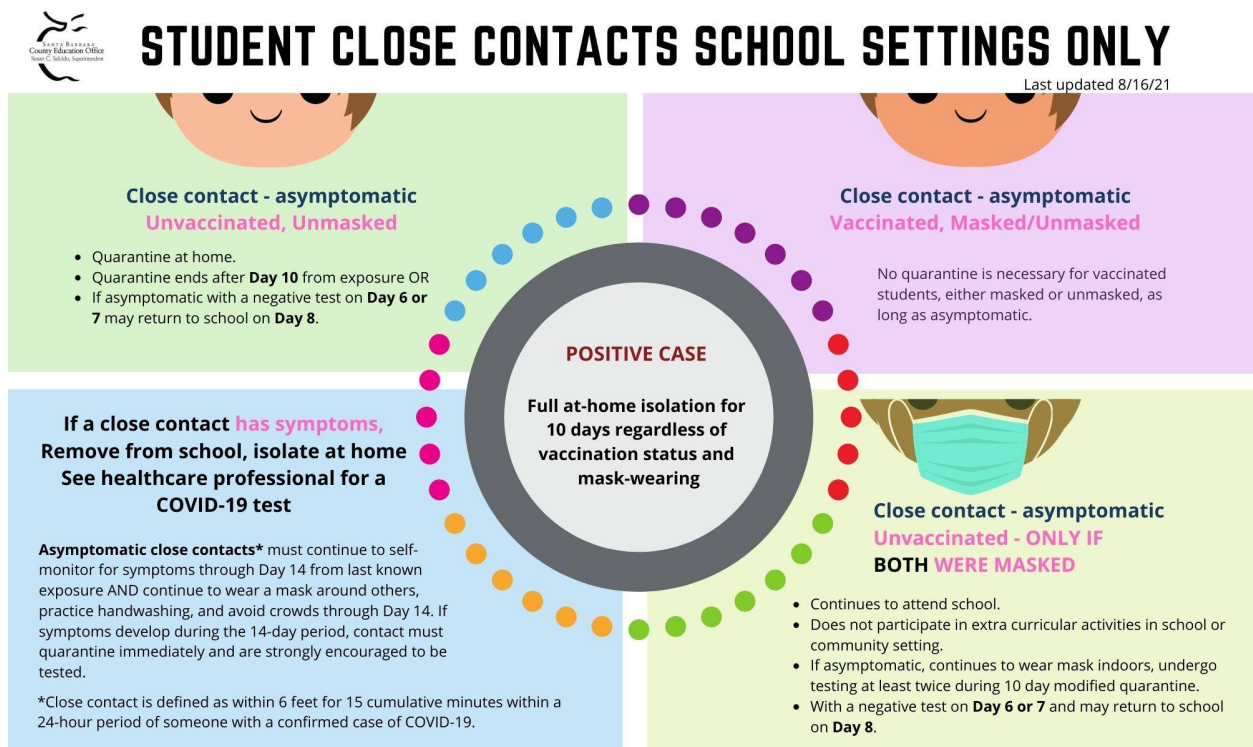 SANTA BARBARA
County Education Office
Susan C. Salcido, Superintendent
STUDENT CLOSE CONTACTS SCHOOL SETTINGS ONLY
Last updated 8/16/21
Close contact - asymptomatic
Unvaccinated, Unmasked
• Quarantine at home.
• Quarantine ends after Day 10 from exposure OR
• If asymptomatic with a negative test on Day 6 or
7 may return to school on Day 8.
Close contact - asymptomatic
Vaccinated, Masked/Unmasked
No quarantine is necessary for vaccinated
students, either masked or unmasked, as
long as asymptomatic.
POSITIVE CASE
Full at-home isolation for
10 days regardless of
vaccination status and
mask-wearing
If a close contact has symptoms,
Remove from school, isolate at home
See healthcare professional for a
COVID-19 test
Asymptomatic close contacts* must continue to self-
monitor for symptoms through Day 14 from last known
exposure AND continue to wear a mask around others,
practice handwashing, and avoid crowds through Day 14. If
symptoms develop during the 14-day period, contact must
quarantine immediately and are strongly encouraged to be
tested.
*Close contact is defined as within 6 feet for 15 cumulative minutes within a
24-hour period of someone with a confirmed case of COVID-19.
Close contact - asymptomatic
Unvaccinated - ONLY IF
BOTH WERE MASKED
• Continues to attend school.
• Does not participate in extra curricular activities in school or
community setting.
• If asymptomatic, continues to wear mask indoors, undergo
testing at least twice during 10 day modified quarantine.
• With a negative test on Day 6 or 7 and may return to school
on Day 8.